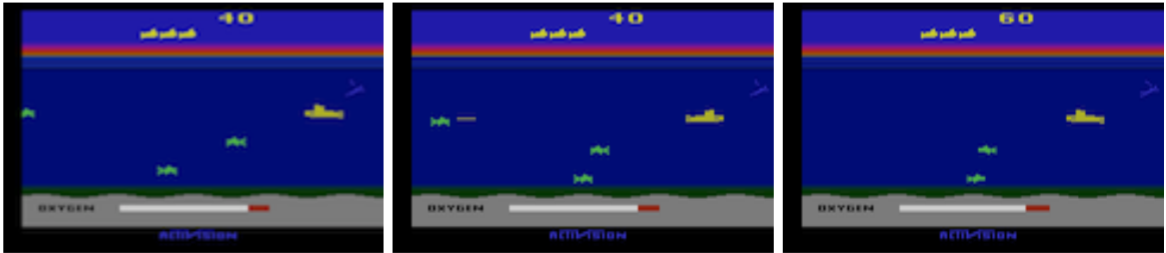 40
OXYGEN
ACTIVISION
40
OXYGEN
ACTIVISION
60
OXYGEN
ACTIVISION